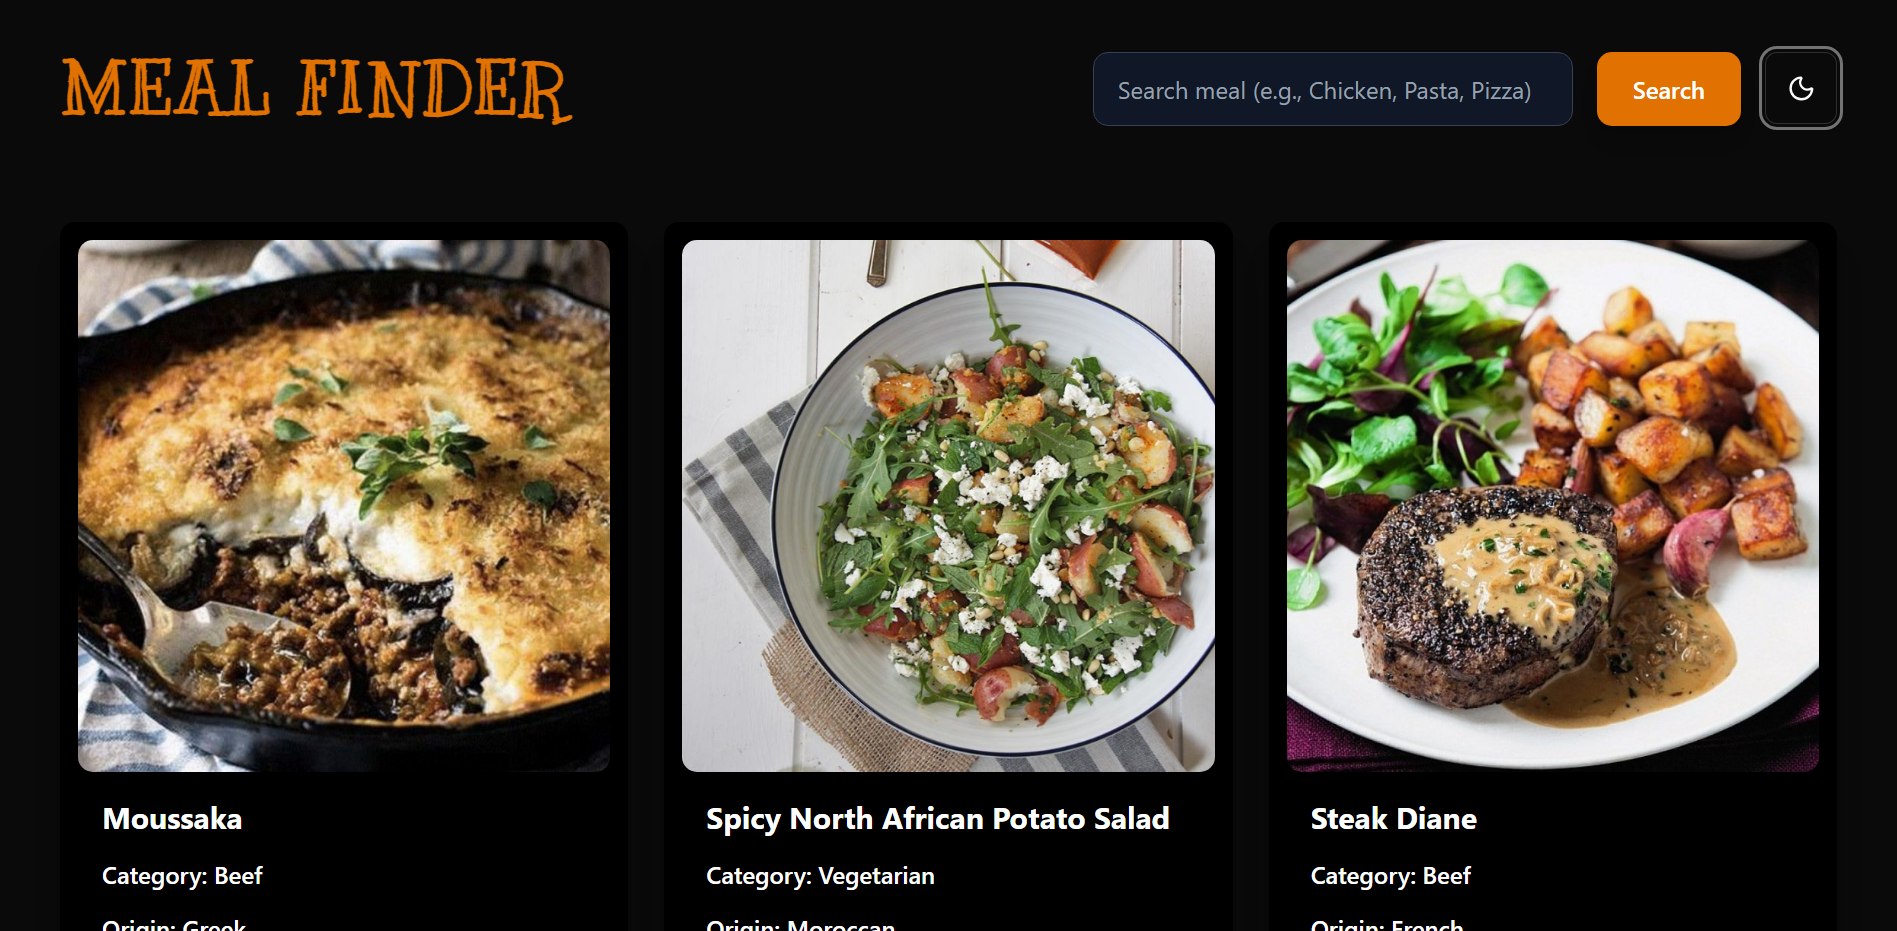 MEAL FINDER
Search meal (e.g., Chicken, Pasta, Pizza)
Search
Moussaka
Category: Beef
Origin: Greek
Spicy North African Potato Salad
Category: Vegetarian
Origin: Moroccan
Steak Diane
Category: Beef
Origin: French